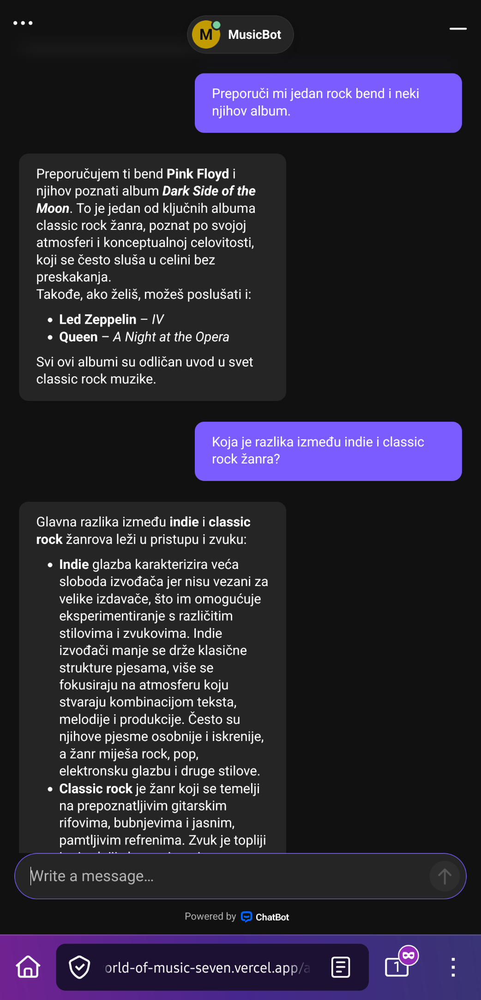 M MusicBot
Preporuči mi jedan rock bend i neki
njihov album.
Preporučujem ti bend Pink Floyd i
njihov poznati album Dark Side of the
Moon. To je jedan od ključnih albuma
classic rock žanra, poznat po svojoj
atmosferi i konceptualnoj celovitosti,
koji se često sluša u celini bez
preskakanja.
Takođe, ako želiš, možeš poslušati i:
• Led Zeppelin – IV
• Queen – A Night at the Opera
Svi ovi albumi su odličan uvod u svet
classic rock muzike.
Koja je razlika između indie i classic
rock žanra?
Glavna razlika između indie i classic
rock žanrova leži u pristupu i zvuku:
• Indie glazba karakterizira veća
sloboda izvođača jer nisu vezani za
velike izdavače, što im omogućuje
eksperimentiranje s različitim
stilovima i zvukovima. Indie
izvođači manje se drže klasične
strukture pjesama, više se
fokusiraju na atmosferu koju
stvaraju kombinacijom teksta,
melodije i produkcije. Često su
njihove pjesme osobnije i iskrenije,
a žanr miješa rock, pop,
elektronsku glazbu i druge stilove.
• Classic rock je žanr koji se temelji
na prepoznatljivim gitarskim
rifovima, bubnjevima i jasnim,
pamtljivim refrenima. Zvuk je topliji
Write a message...
Powered by ChatBot
orld-of-music-seven.vercel.app/a
1